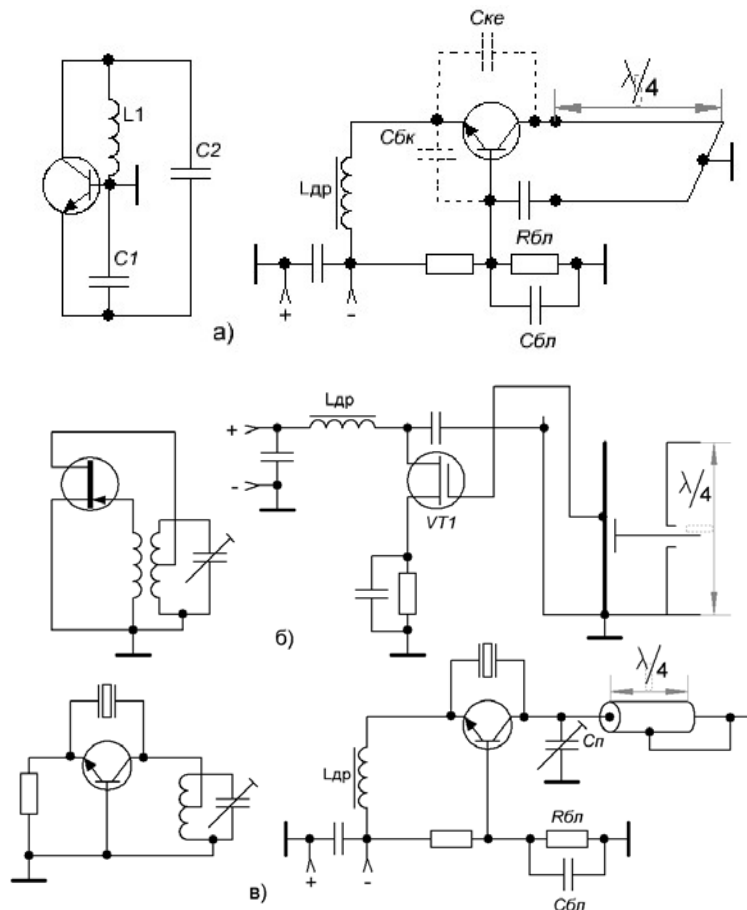 Cке
λ/4
L1
C2
Cбк
Lдр
C1
Rбл
+
-
Cбл
а)
Lдр
+
-
VT1
λ/4
б)
λ/4
Cп
Lдр
Rбл
+
-
Cбл
в)